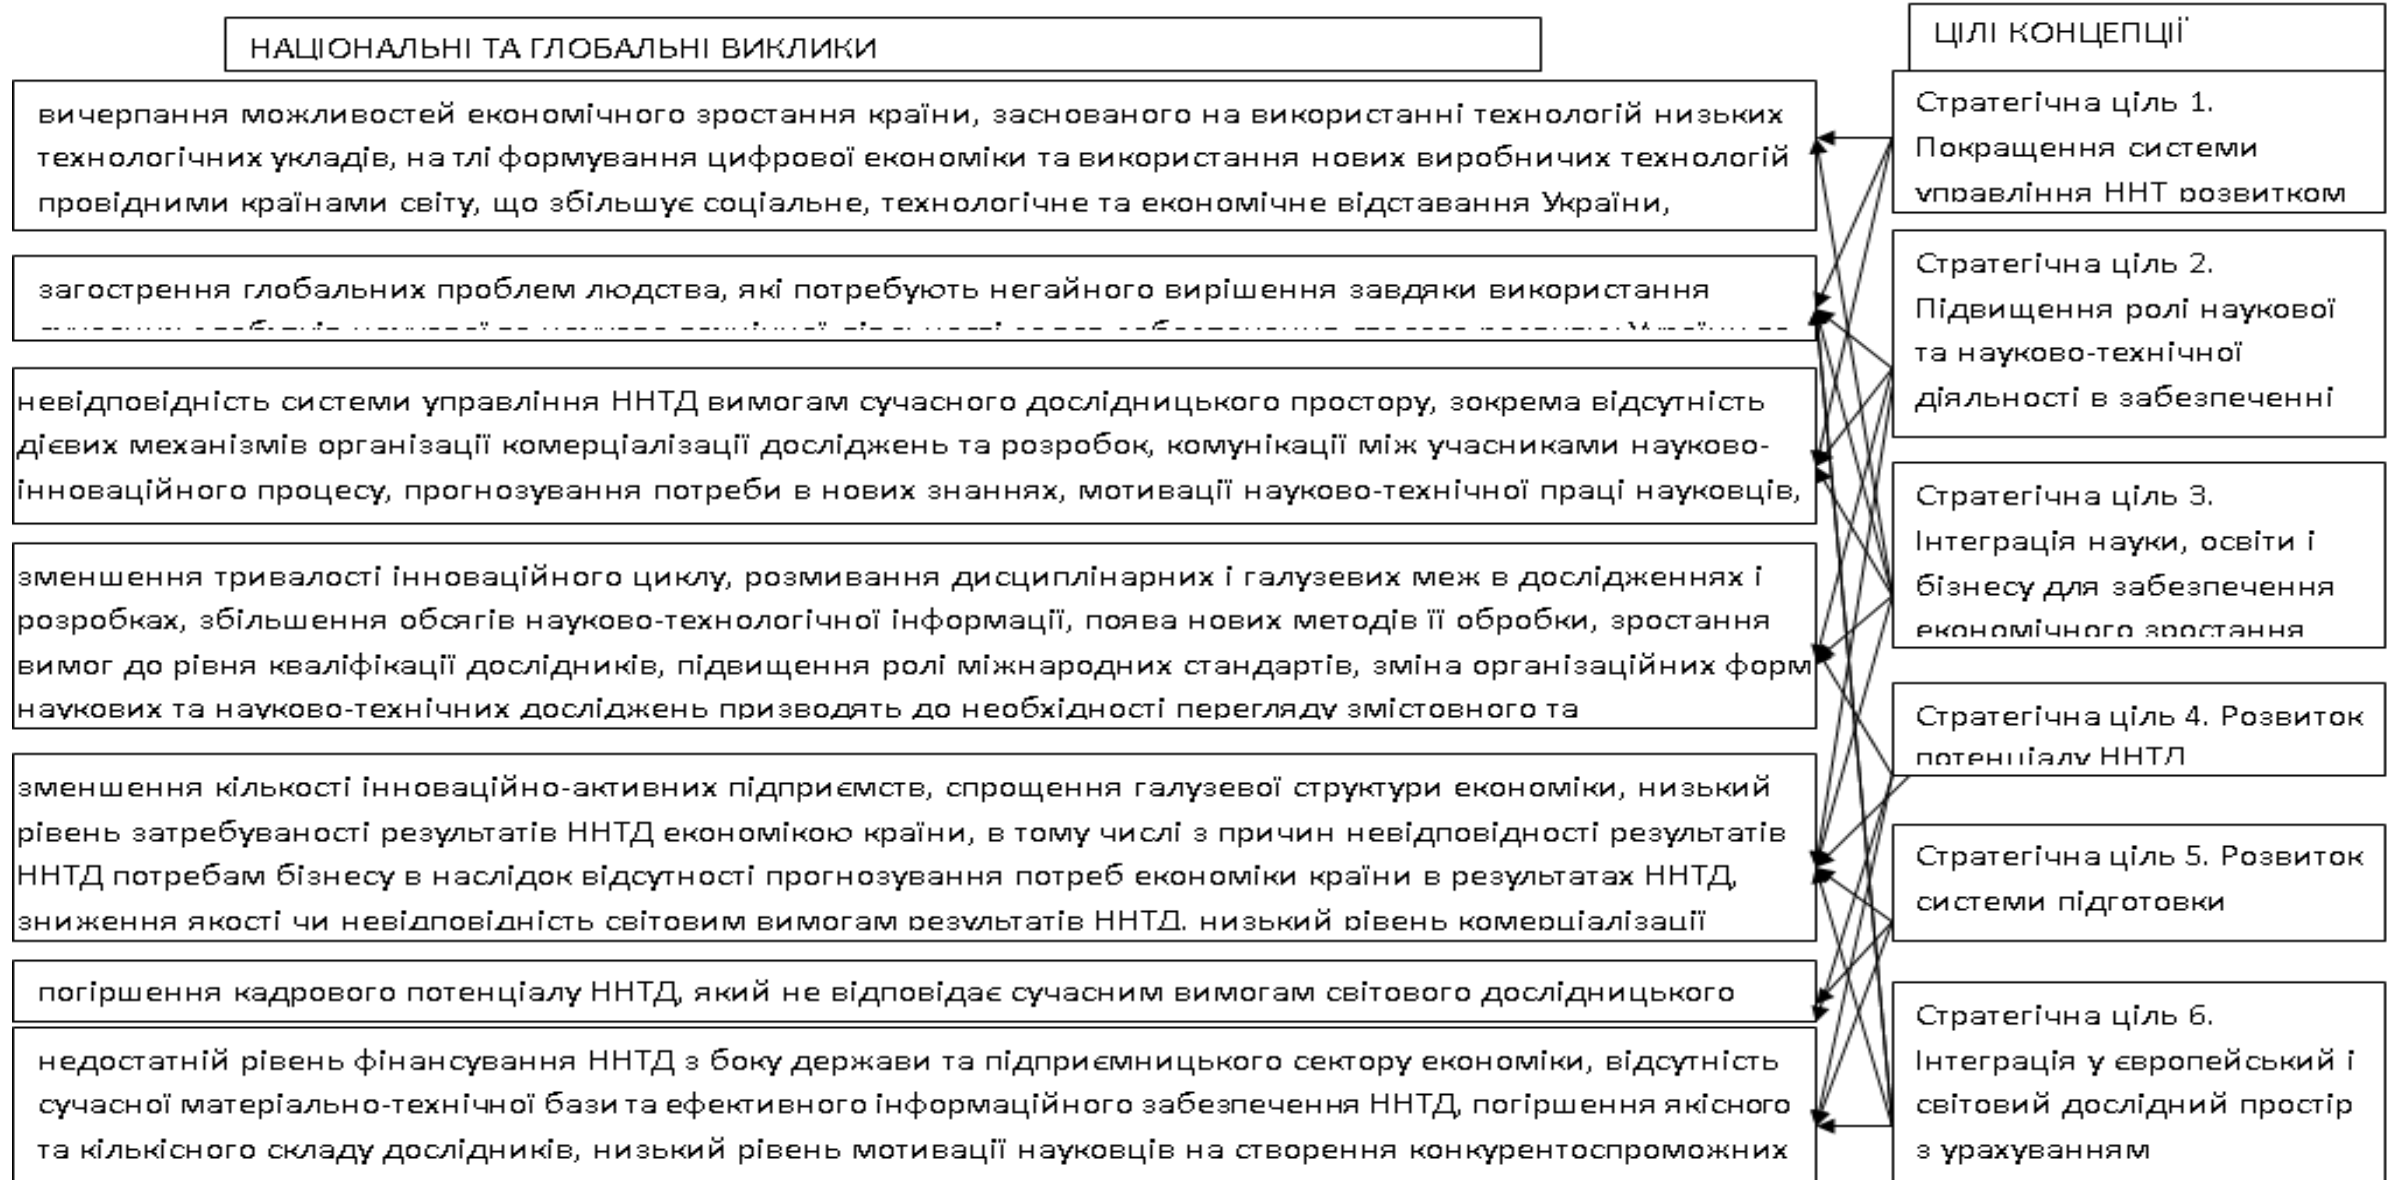 НАЦІОНАЛЬНІ ТА ГЛОБАЛЬНІ ВИКЛИКИ
вичерпання можливостей економічного зростання країни, заснованого на використанні технологій низьких
технологічних укладів, на тлі формування цифрової економіки та використання нових виробничих технологій
провідними країнами світу, що збільшує соціальне, технологічне та економічне відставання України,
загострення глобальних проблем людства, які потребують негайного вирішення завдяки використання
невідповідність системи управління ННТД вимогам сучасного дослідницького простору, зокрема відсутність
дієвих механізмів організації комерціалізації досліджень та розробок, комунікації між учасниками науково-
інноваційного процесу, прогнозування потреби в нових знаннях, мотивації науково-технічної праці науковців,
зменшення тривалості інноваційного циклу, розмивання дисциплінарних і галузевих меж в дослідженнях і
розробках, збільшення обсягів науково-технологічної інформації, поява нових методів її обробки, зростання
вимог до рівня кваліфікації дослідників, підвищення ролі міжнародних стандартів, зміна організаційних форм
наукових та науково-технічних досліджень призводять до необхідності перегляду змістовного та
зменшення кількості інноваційно-активних підприємств, спрощення галузевої структури економіки, низький
рівень затребуваності результатів ННТД економікою країни, в тому числі з причин невідповідності результатів
ННТД потребам бізнесу в наслідок відсутності прогнозування потреб економіки країни в результатах ННТД,
зниження якості чи невідповідність світовим вимогам результатів ННТД, низький рівень комерціалізації
погіршення кадрового потенціалу ННТД, який не відповідає сучасним вимогам світового дослідницького
недостатній рівень фінансування ННТД з боку держави та підприємницького сектору економіки, відсутність
сучасної матеріально-технічної бази та ефективного інформаційного забезпечення ННТД, погіршення якісного
та кількісного складу дослідників, низький рівень мотивації науковців на створення конкурентоспроможних
ЦІЛІ КОНЦЕПЦІЇ
Стратегічна ціль 1.
Покращення системи
управління ННТ розвитком
Стратегічна ціль 2.
Підвищення ролі наукової
та науково-технічної
діяльності в забезпеченні
Стратегічна ціль 3.
Інтеграція науки, освіти і
бізнесу для забезпечення
економічного зростання
Стратегічна ціль 4. Розвиток
потенціалу ННТД
Стратегічна ціль 5. Розвиток
системи підготовки
Стратегічна ціль 6.
Інтеграція у європейський і
світовий дослідний простір
з урахуванням